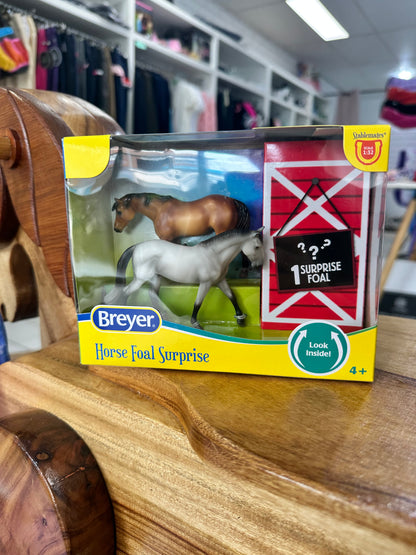 Stablemates
SCALE
1:32
???
1 SURPRISE
FOAL
Breyer
Horse Foal Surprise
Look
Inside!
4+